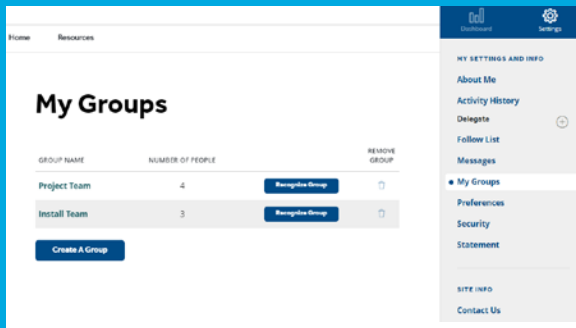 Dashboard Settings
Home Resources
MY SETTINGS AND INFO
About Me
Activity History
Delegate
Follow List
Messages
My Groups
Preferences
Security
Statement
SITE INFO
Contact Us
My Groups
GROUP NAME NUMBER OF PEOPLE REMOVE GROUP
Project Team 4 Recognize Group
Install Team 3 Recognize Group
Create A Group